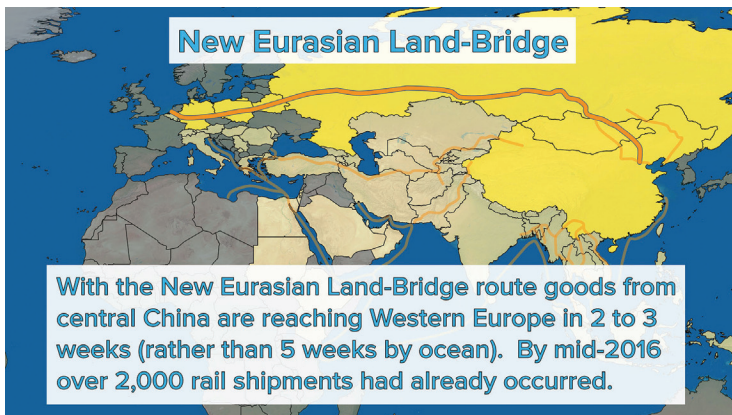 New Eurasian Land-Bridge
With the New Eurasian Land-Bridge route goods from
central China are reaching Western Europe in 2 to 3
weeks (rather than 5 weeks by ocean).  By mid-2016
over 2,000 rail shipments had already occurred.